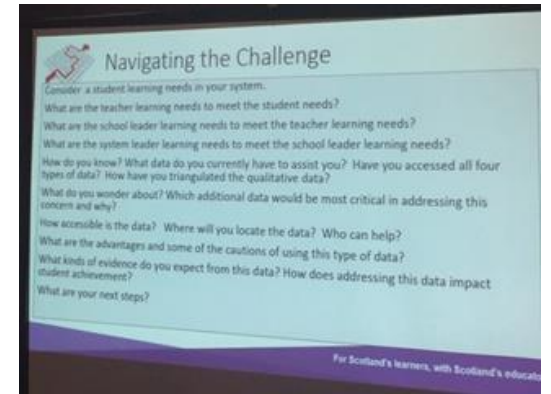 Navigating the Challenge
Consider a student learning needs in your system.
What are the teacher learning needs to meet the student needs?
What are the school leader learning needs to meet the teacher learning needs?
What are the system leader learning needs to meet the school leader learning needs?
How do you know? What data do you currently have to assist you? Have you accessed all four
types of data? How have you triangulated the qualitative data?
What do you wonder about? Which additional data would be most critical in addressing this
concern and why?
How accessible is the data? Where will you locate the data? Who can help?
What are the advantages and some of the cautions of using this type of data?
What kinds of evidence do you expect from this data? How does addressing this data impact
student achievement?
What are your next steps?
For Scotland's learners, with Scotland's educato